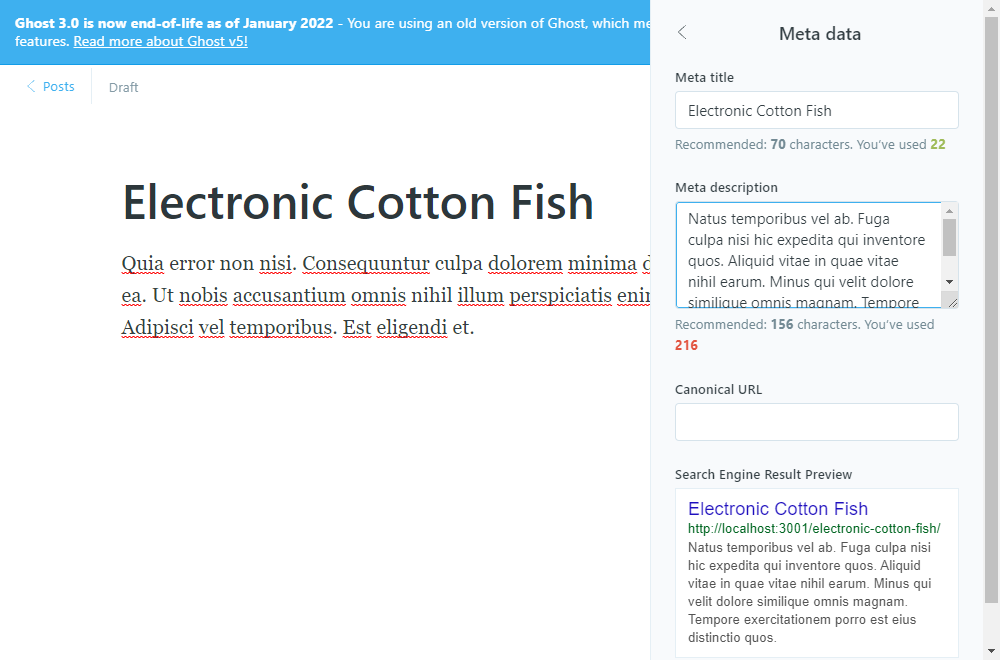 Ghost 3.0 is now end-of-life as of January 2022 - You are using an old version of Ghost, which me
features. Read more about Ghost v5!
Posts
Draft
Electronic Cotton Fish
Quia error non nisi. Consequuntur culpa dolorem minima
ea. Ut nobis accusantium omnis nihil illum perspiciatis
Adipisci vel temporibus. Est eligendi et.
Meta data
Meta title
Electronic Cotton Fish
Recommended: 70 characters. You've used 22
Meta description
Natus temporibus vel ab. Fuga
culpa nisi hic expedita qui inventore
quos. Aliquid vitae in quae vitae
nihil earum. Minus qui velit dolore
similique omnis magnam. Tempore
Recommended: 156 characters. You've used
216
Canonical URL
Search Engine Result Preview
Electronic Cotton Fish
http://localhost:3001/electronic-cotton-fish/
Natus temporibus vel ab. Fuga culpa nisi
hic expedita qui inventore quos. Aliquid
vitae in quae vitae nihil earum. Minus qui
velit dolore similique omnis magnam.
Tempore exercitationem porro est eius
distinctio quos.